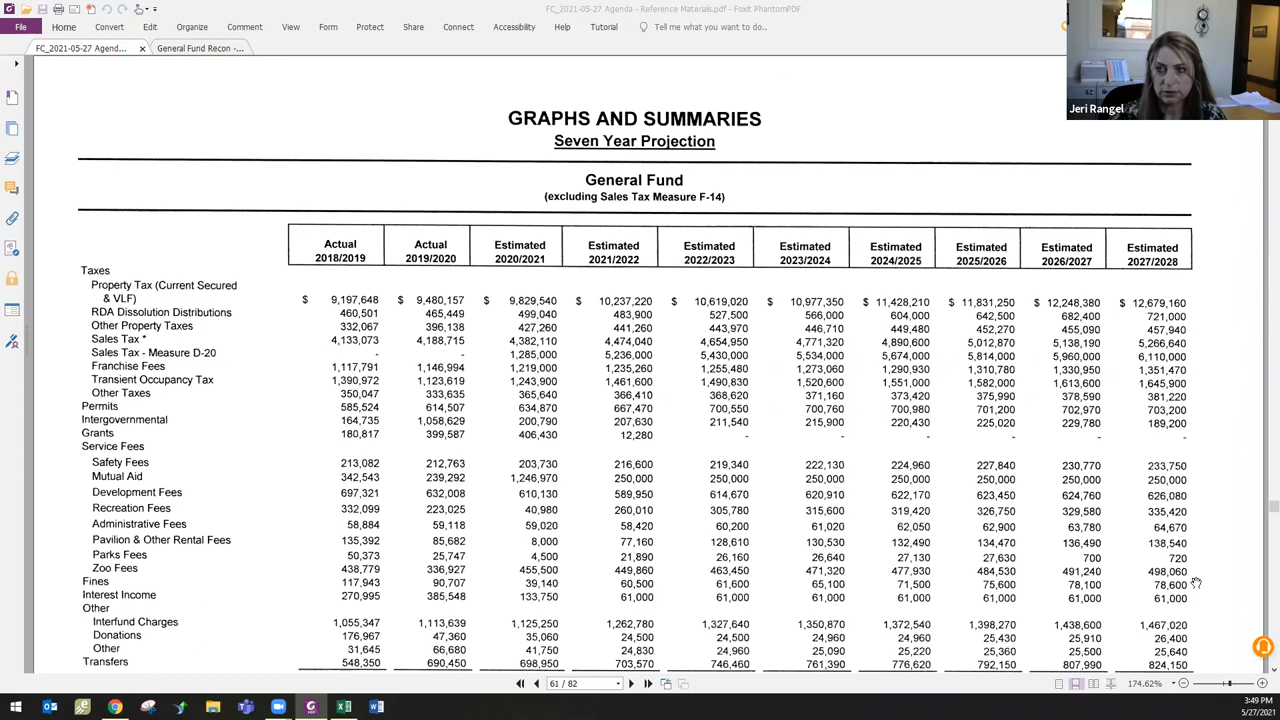 FC_2021-05-27 Agenda - Reference Materials.pdf - Foxit PhantomPDF
File Home Convert Edit Organize Comment View Form Protect Share Connect Accessibility Help Tutorial Tell me what you want to do..
FC_2021-05-27 Agend... × General Fund Recon -...
Jeri Rangel
GRAPHS AND SUMMARIES
Seven Year Projection
General Fund
(excluding Sales Tax Measure F-14)
Actual Actual Estimated Estimated Estimated Estimated Estimated Estimated Estimated Estimated
2018/2019 2019/2020 2020/2021 2021/2022 2022/2023 2023/2024 2024/2025 2025/2026 2026/2027 2027/2028
Taxes
Property Tax (Current Secured
& VLF) $ 9,197,648 $ 9,480,157 $ 9,829,540 $ 10,237,220 $ 10,619,020 $ 10,977,350 $ 11,428,210 $ 11,831,250 $ 12,248,380 $ 12,679,160
RDA Dissolution Distributions 460,501 465,449 499,040 483,900 527,500 566,000 604,000 642,500 682,400 721,000
Other Property Taxes 332,067 396,138 427,260 441,260 443,970 446,710 449,480 452,270 455,090 457,940
Sales Tax * 4,133,073 4,188,715 4,382,110 4,474,040 4,654,950 4,771,320 4,890,600 5,012,870 5,138,190 5,266,640
Sales Tax - Measure D-20 - - 1,285,000 5,236,000 5,430,000 5,534,000 5,674,000 5,814,000 5,960,000 6,110,000
Franchise Fees 1,117,791 1,146,994 1,219,000 1,235,260 1,255,480 1,273,060 1,290,930 1,310,780 1,330,950 1,351,470
Transient Occupancy Tax 1,390,972 1,123,619 1,243,900 1,461,600 1,490,830 1,520,600 1,551,000 1,582,000 1,613,600 1,645,900
Other Taxes 350,047 333,635 365,640 366,410 368,620 371,160 373,420 375,990 378,590 381,220
Permits 585,524 614,507 634,870 667,470 700,550 700,760 700,980 701,200 702,970 703,200
Intergovernmental 164,735 1,058,629 200,790 207,630 211,540 215,900 220,430 225,020 229,780 189,200
Grants 180,817 399,587 406,430 12,280 - - - - - -
Service Fees
Safety Fees 213,082 212,763 203,730 216,600 219,340 222,130 224,960 227,840 230,770 233,750
Mutual Aid 342,543 239,292 1,246,970 250,000 250,000 250,000 250,000 250,000 250,000 250,000
Development Fees 697,321 632,008 610,130 589,950 614,670 620,910 622,170 623,450 624,760 626,080
Recreation Fees 332,099 223,025 40,980 260,010 305,780 315,600 319,420 326,750 329,580 335,420
Administrative Fees 58,884 59,118 59,020 58,420 60,200 61,020 62,050 62,900 63,780 64,670
Pavilion & Other Rental Fees 135,392 85,682 8,000 77,160 128,610 130,530 132,490 134,470 136,490 138,540
Parks Fees 50,373 25,747 4,500 21,890 26,160 26,640 27,130 27,630 700 720
Zoo Fees 438,779 336,927 455,500 449,860 463,450 471,320 477,930 484,530 491,240 498,060
Fines 117,943 90,707 39,140 60,500 61,600 65,100 71,500 75,600 78,100 78,600
Interest Income 270,995 385,548 133,750 61,000 61,000 61,000 61,000 61,000 61,000 61,000
Other
Interfund Charges 1,055,347 1,113,639 1,125,250 1,262,780 1,327,640 1,350,870 1,372,540 1,398,270 1,438,600 1,467,020
Donations 176,967 47,360 35,060 24,500 24,500 24,960 24,960 25,430 25,910 26,400
Other 31,645 66,680 41,750 24,830 24,960 25,090 25,220 25,360 25,500 25,640
Transfers 548,350 690,450 698,950 703,570 746,460 761,390 776,620 792,150 807,990 824,150
61 / 82 174.62%
3:49 PM
5/27/2021